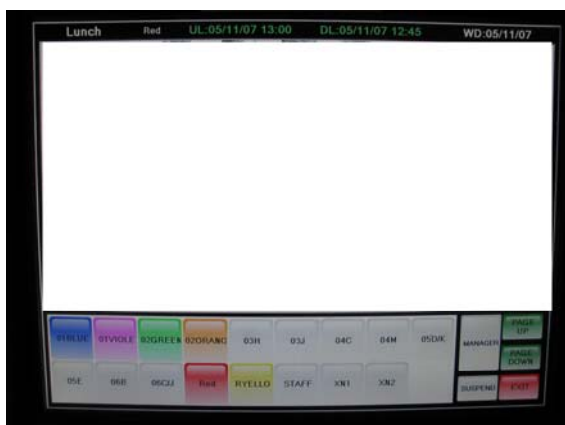 Lunch Red UL:05/11/07 13:00 DL:05/11/07 12:45 WD:05/11/07
01BLUE 01VIOLE 02GREEN 02ORANG 03H 03J 04C 04M 05D/K MANAGER PAGE UP
PAGE DOWN
05E 06B 06GU Red RYELLO STAFF XN1 XN2 SUSPEND EXIT